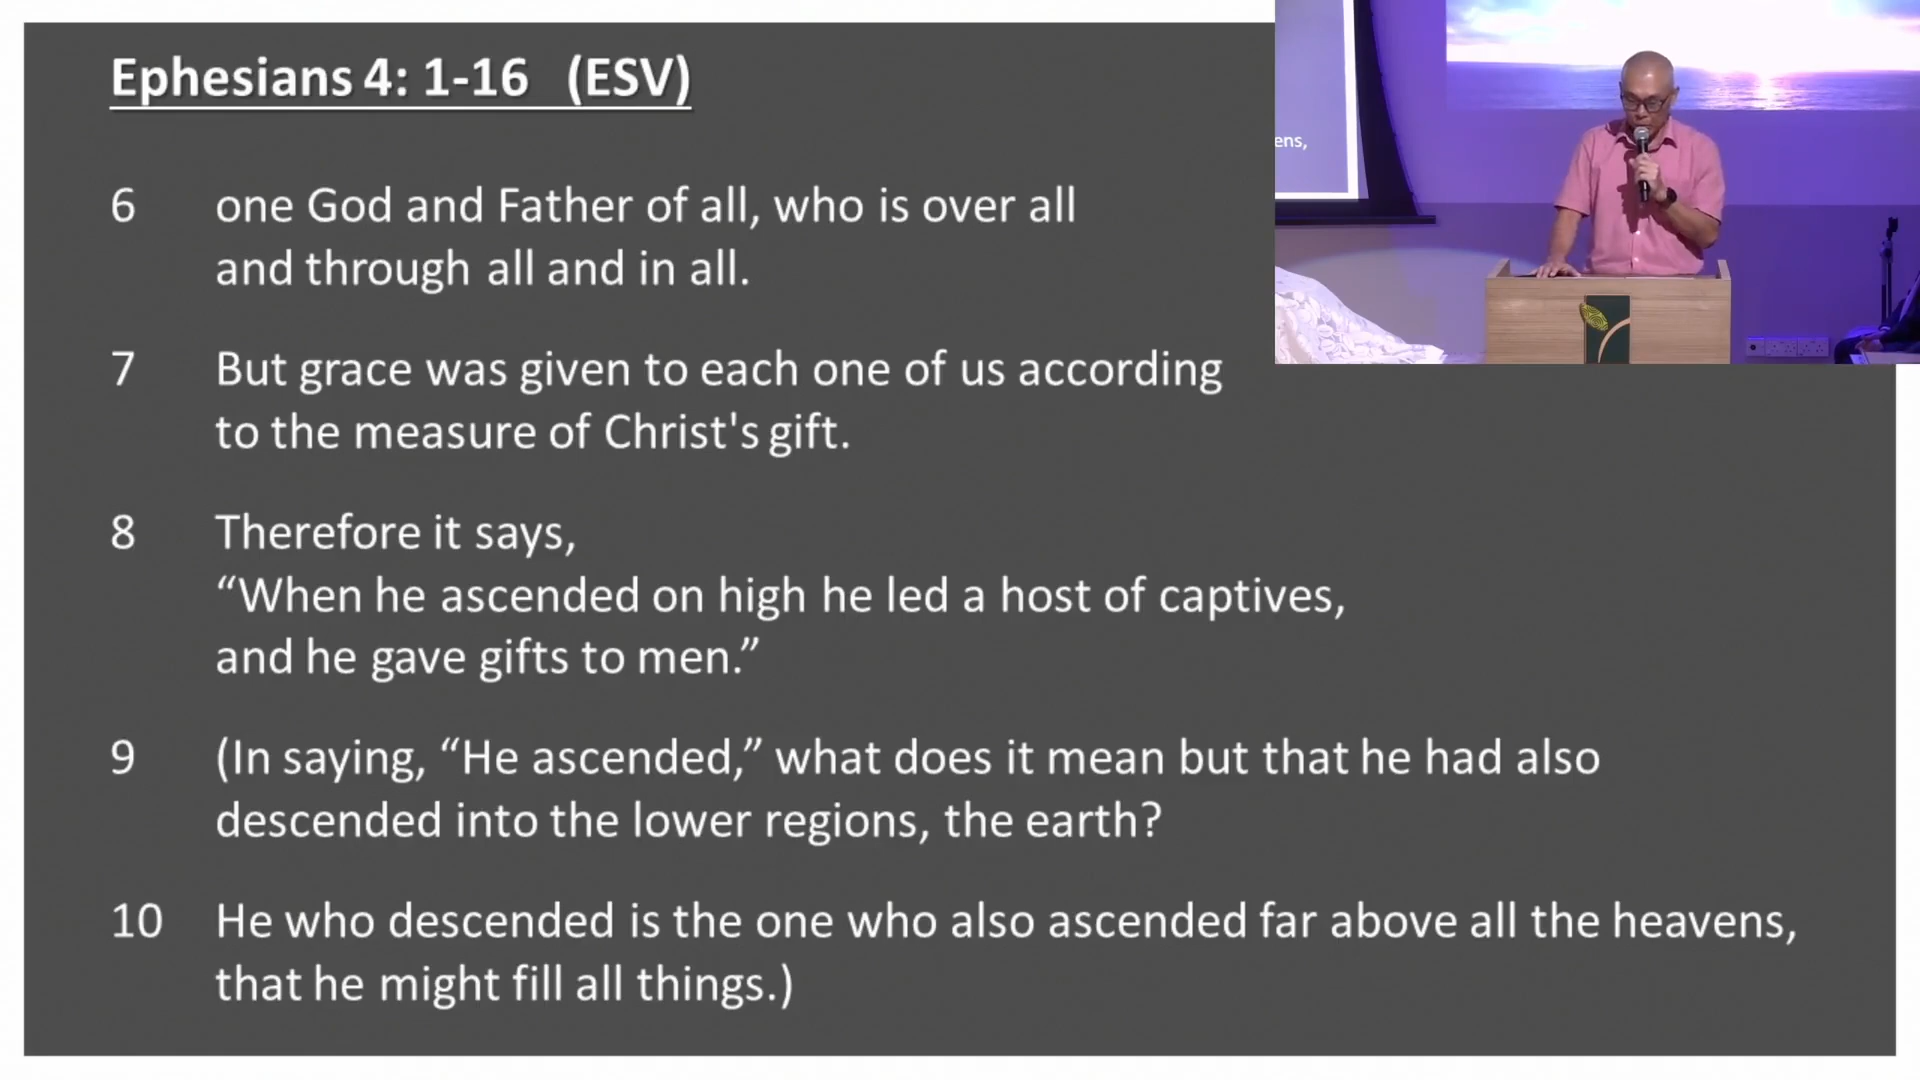 Ephesians 4: 1-16 (ESV)
6 one God and Father of all, who is over all
and through all and in all.
7 But grace was given to each one of us according
to the measure of Christ's gift.
8 Therefore it says,
“When he ascended on high he led a host of captives,
and he gave gifts to men.”
9 (In saying, “He ascended,” what does it mean but that he had also
descended into the lower regions, the earth?
10 He who descended is the one who also ascended far above all the heavens,
that he might fill all things.)
ens,